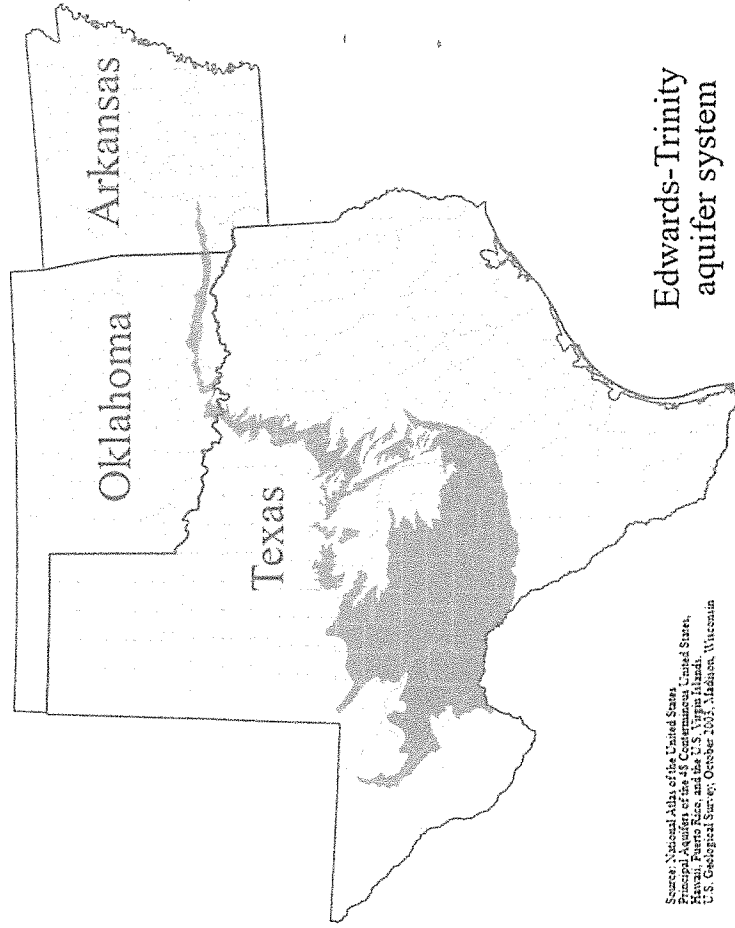 Arkansas
Oklahoma
Texas
Edwards-Trinity
aquifer system
Source: National Atlas of the United States
Principal Aquifers of the 48 Conterminous United States,
Hawaii, Puerto Rico, and the U.S. Virgin Islands.
U.S. Geological Survey, October 2003, Madison, Wisconsin